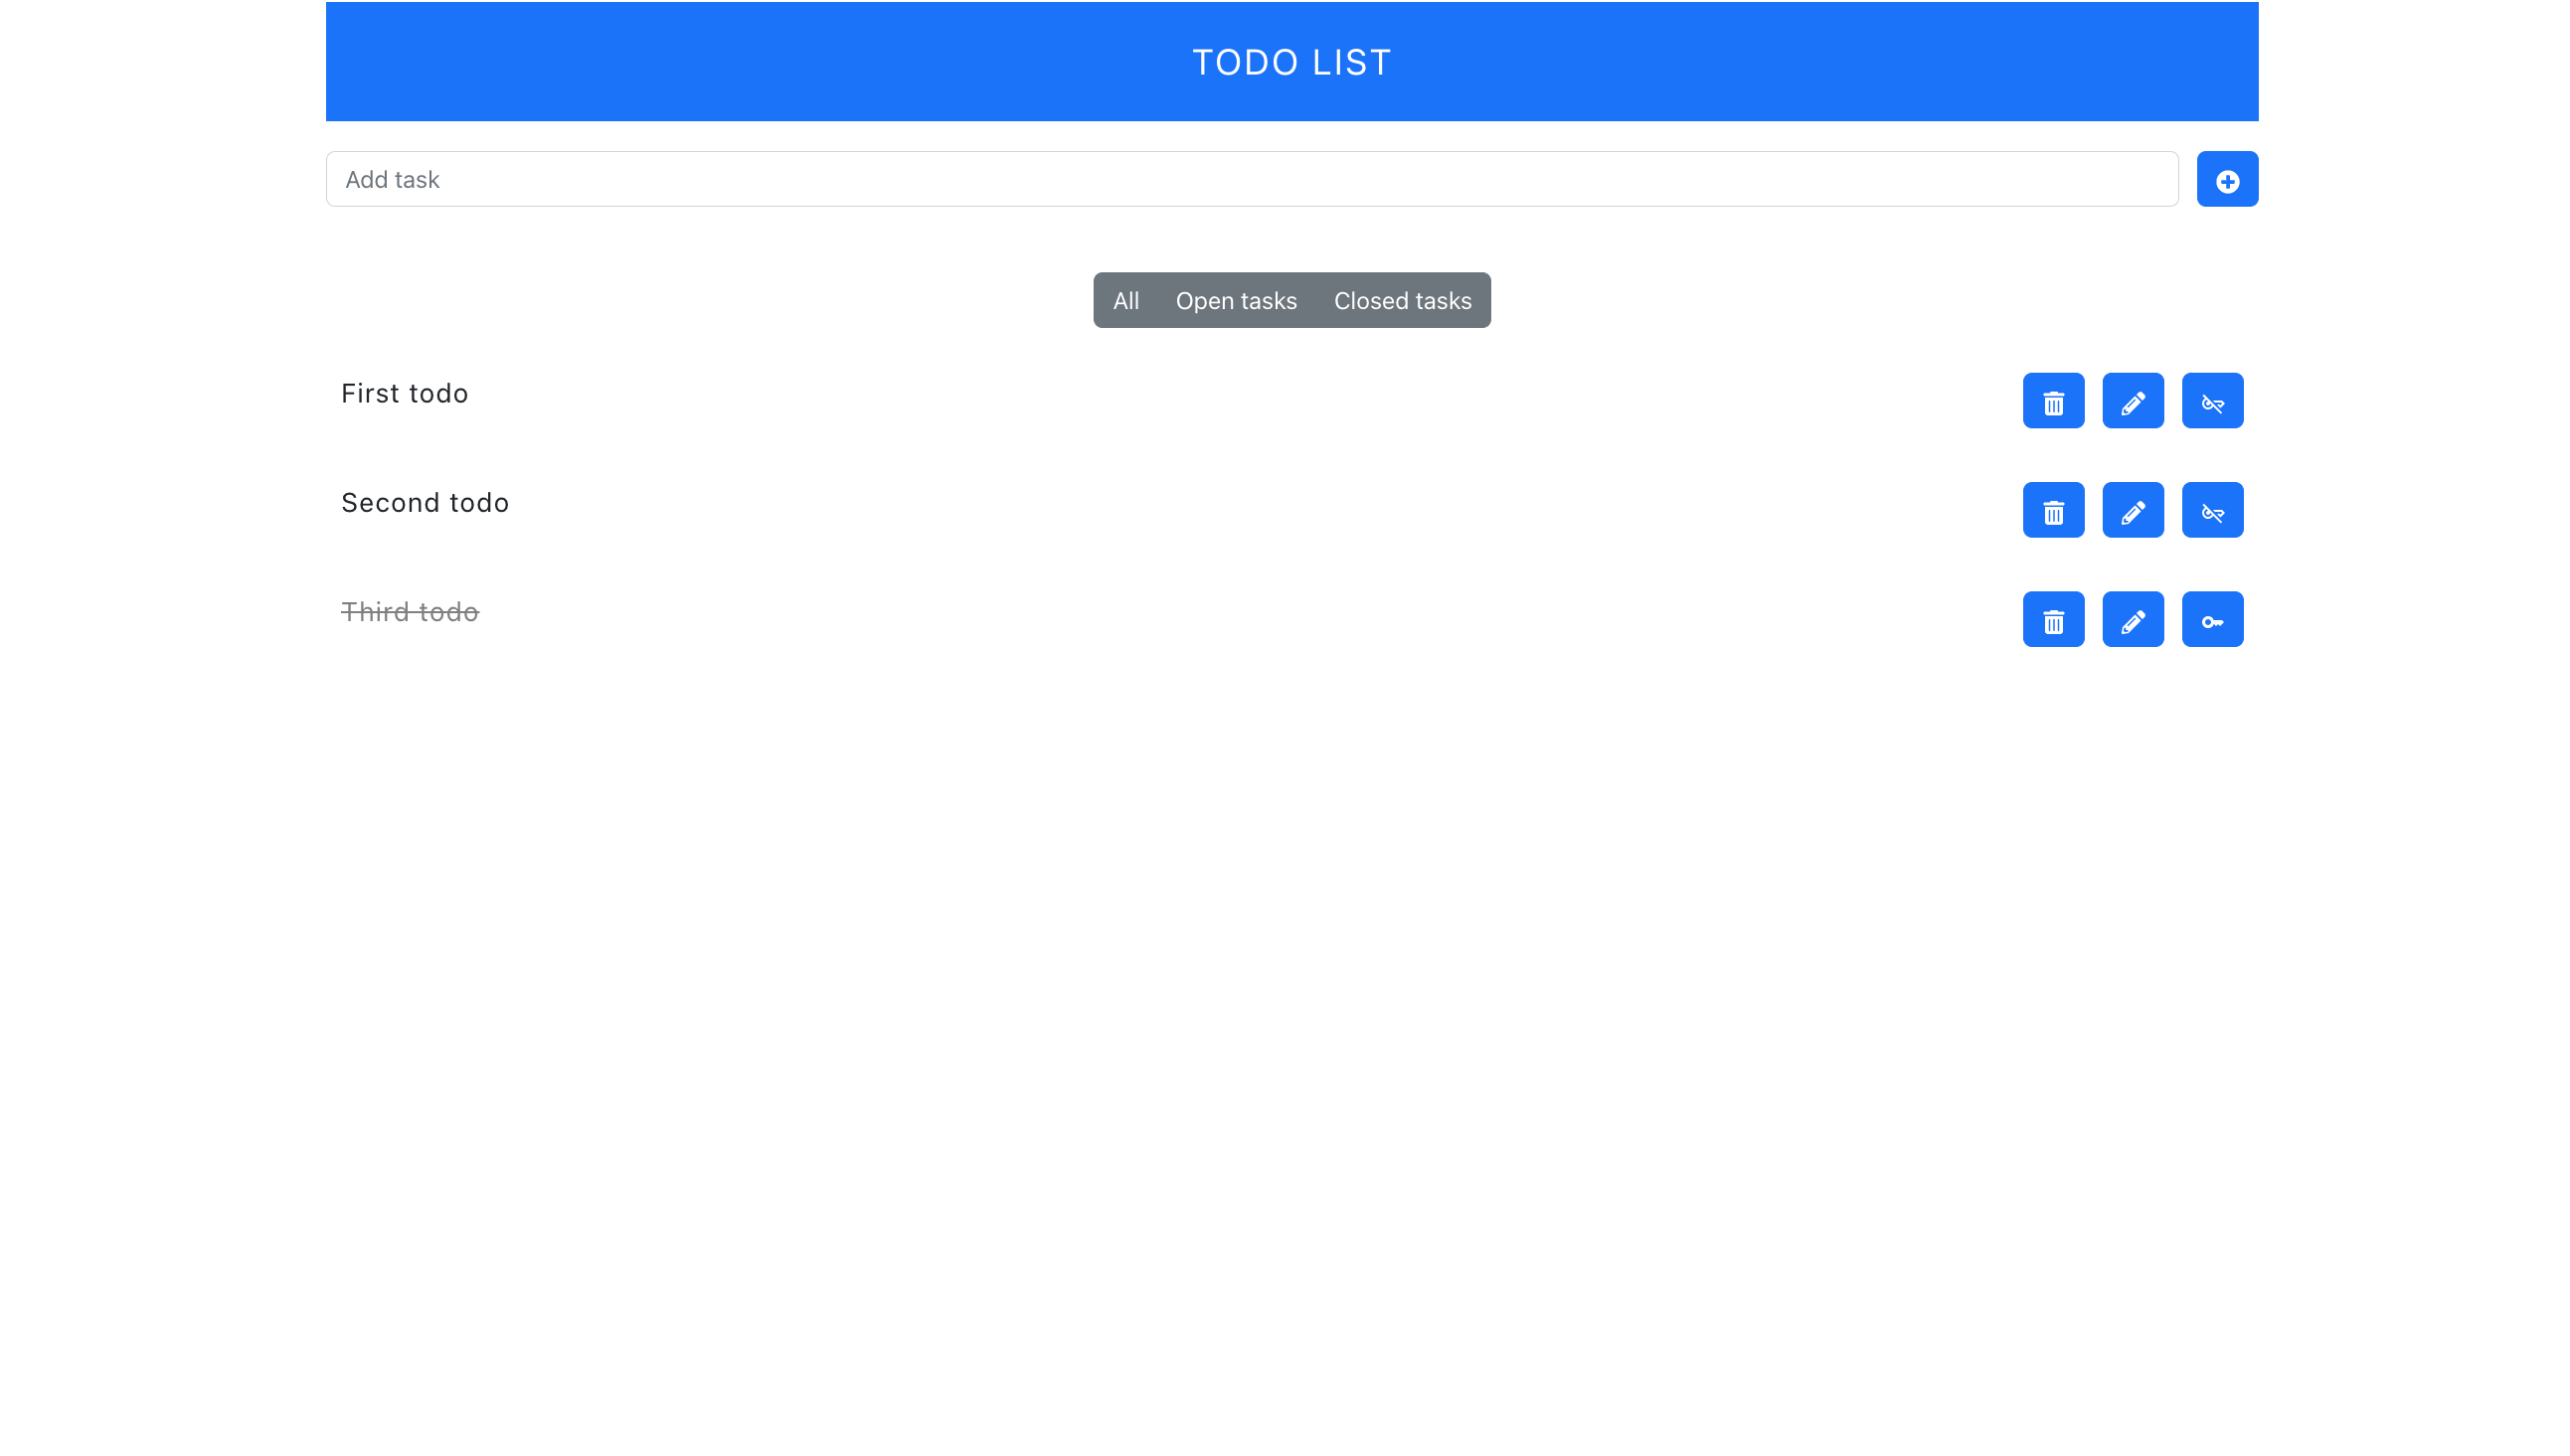 TODO LIST
Add task
All Open tasks Closed tasks
First todo
Second todo
Third todo